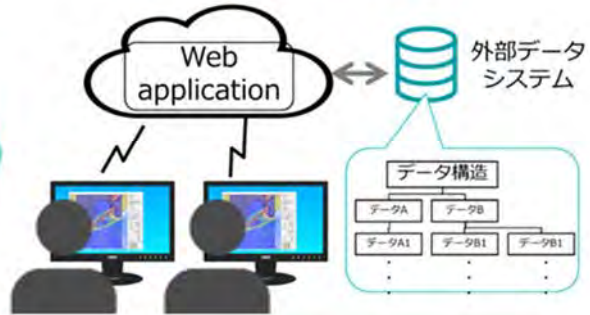 Web
application
外部データ
システム
データ構造
データA
データB
データA1
データB1
データB1